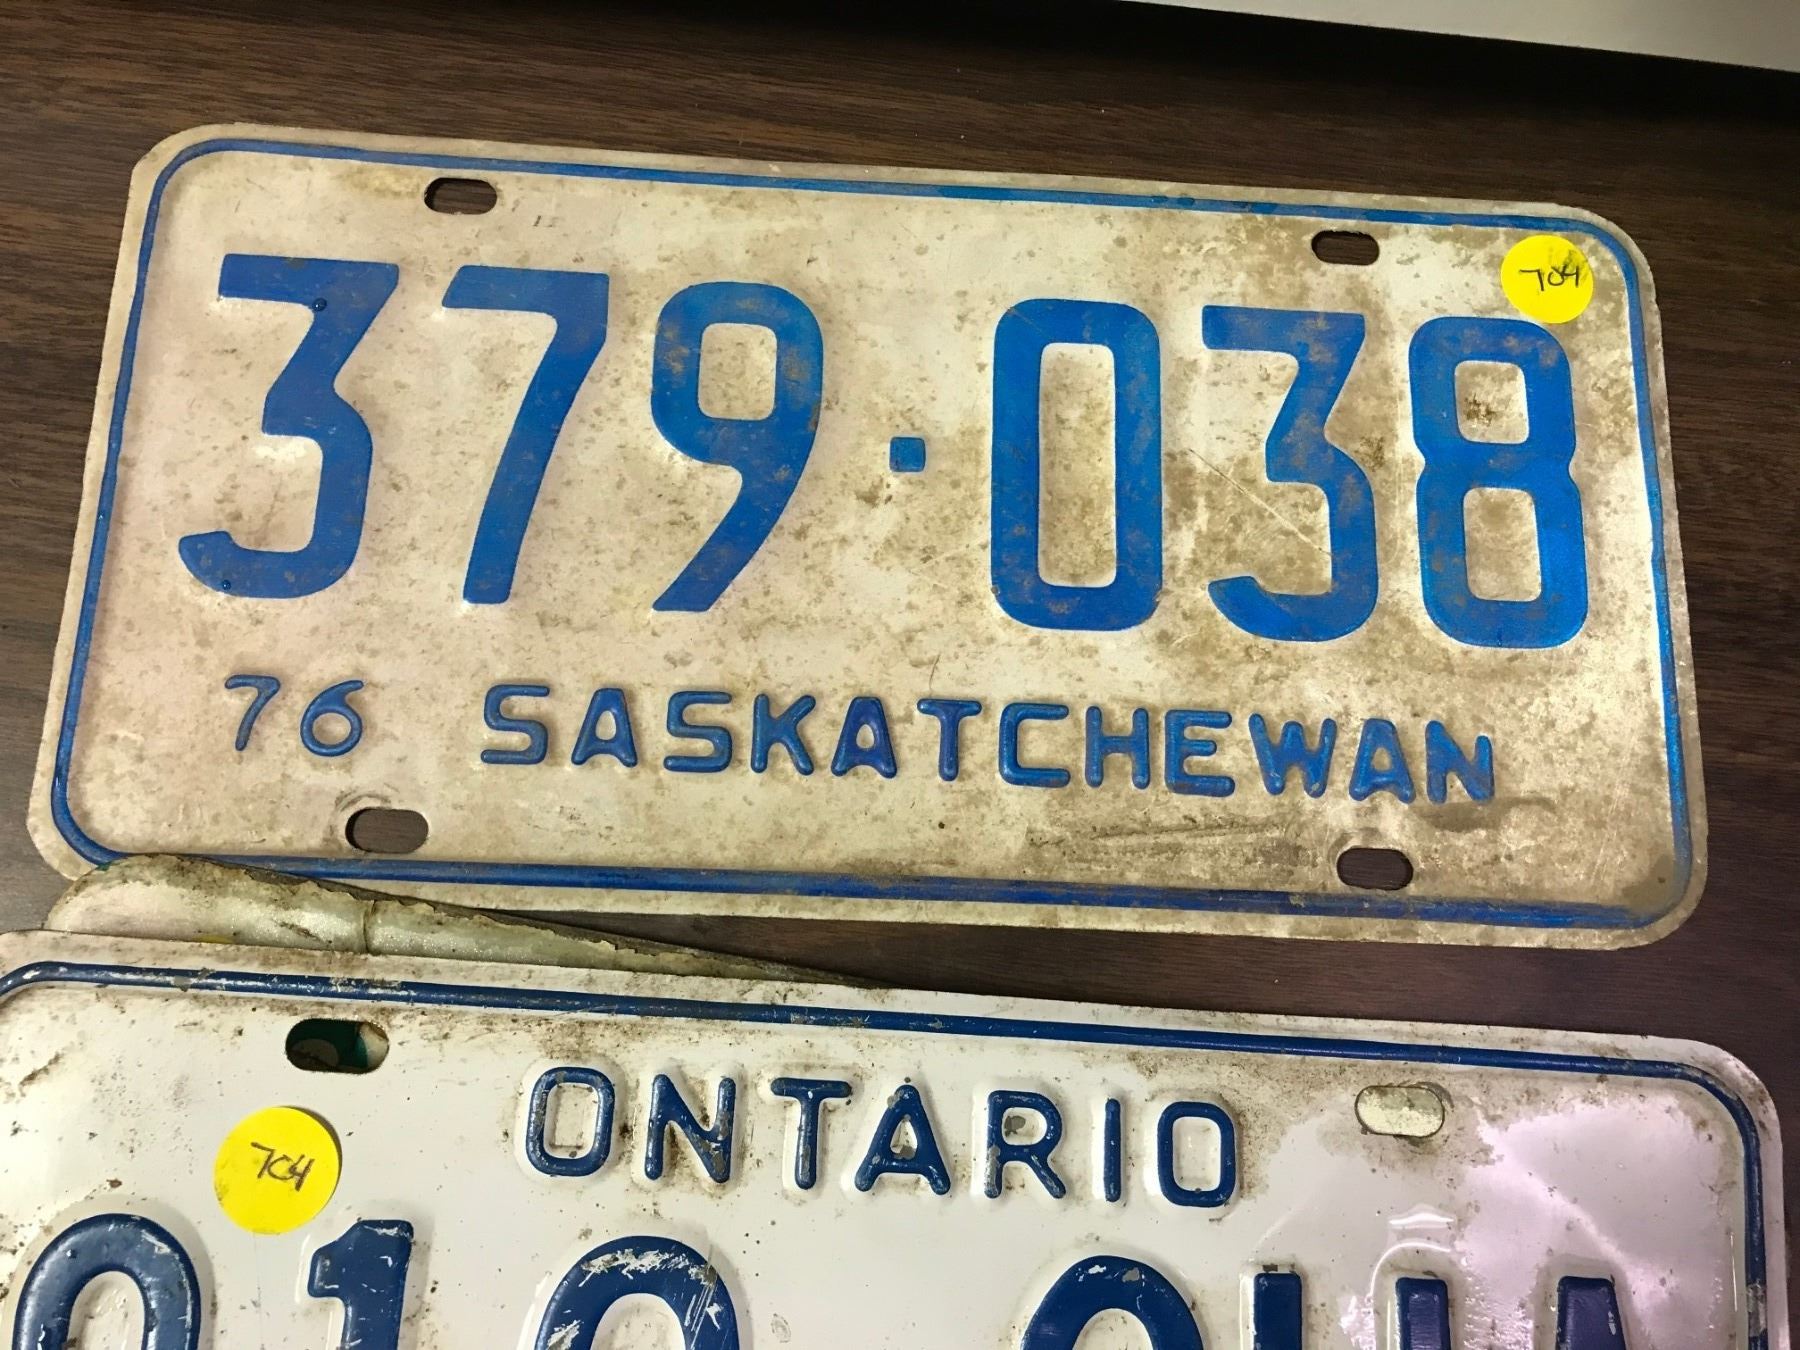 704
379·038
76 SASKATCHEWAN
ONTARIO
704